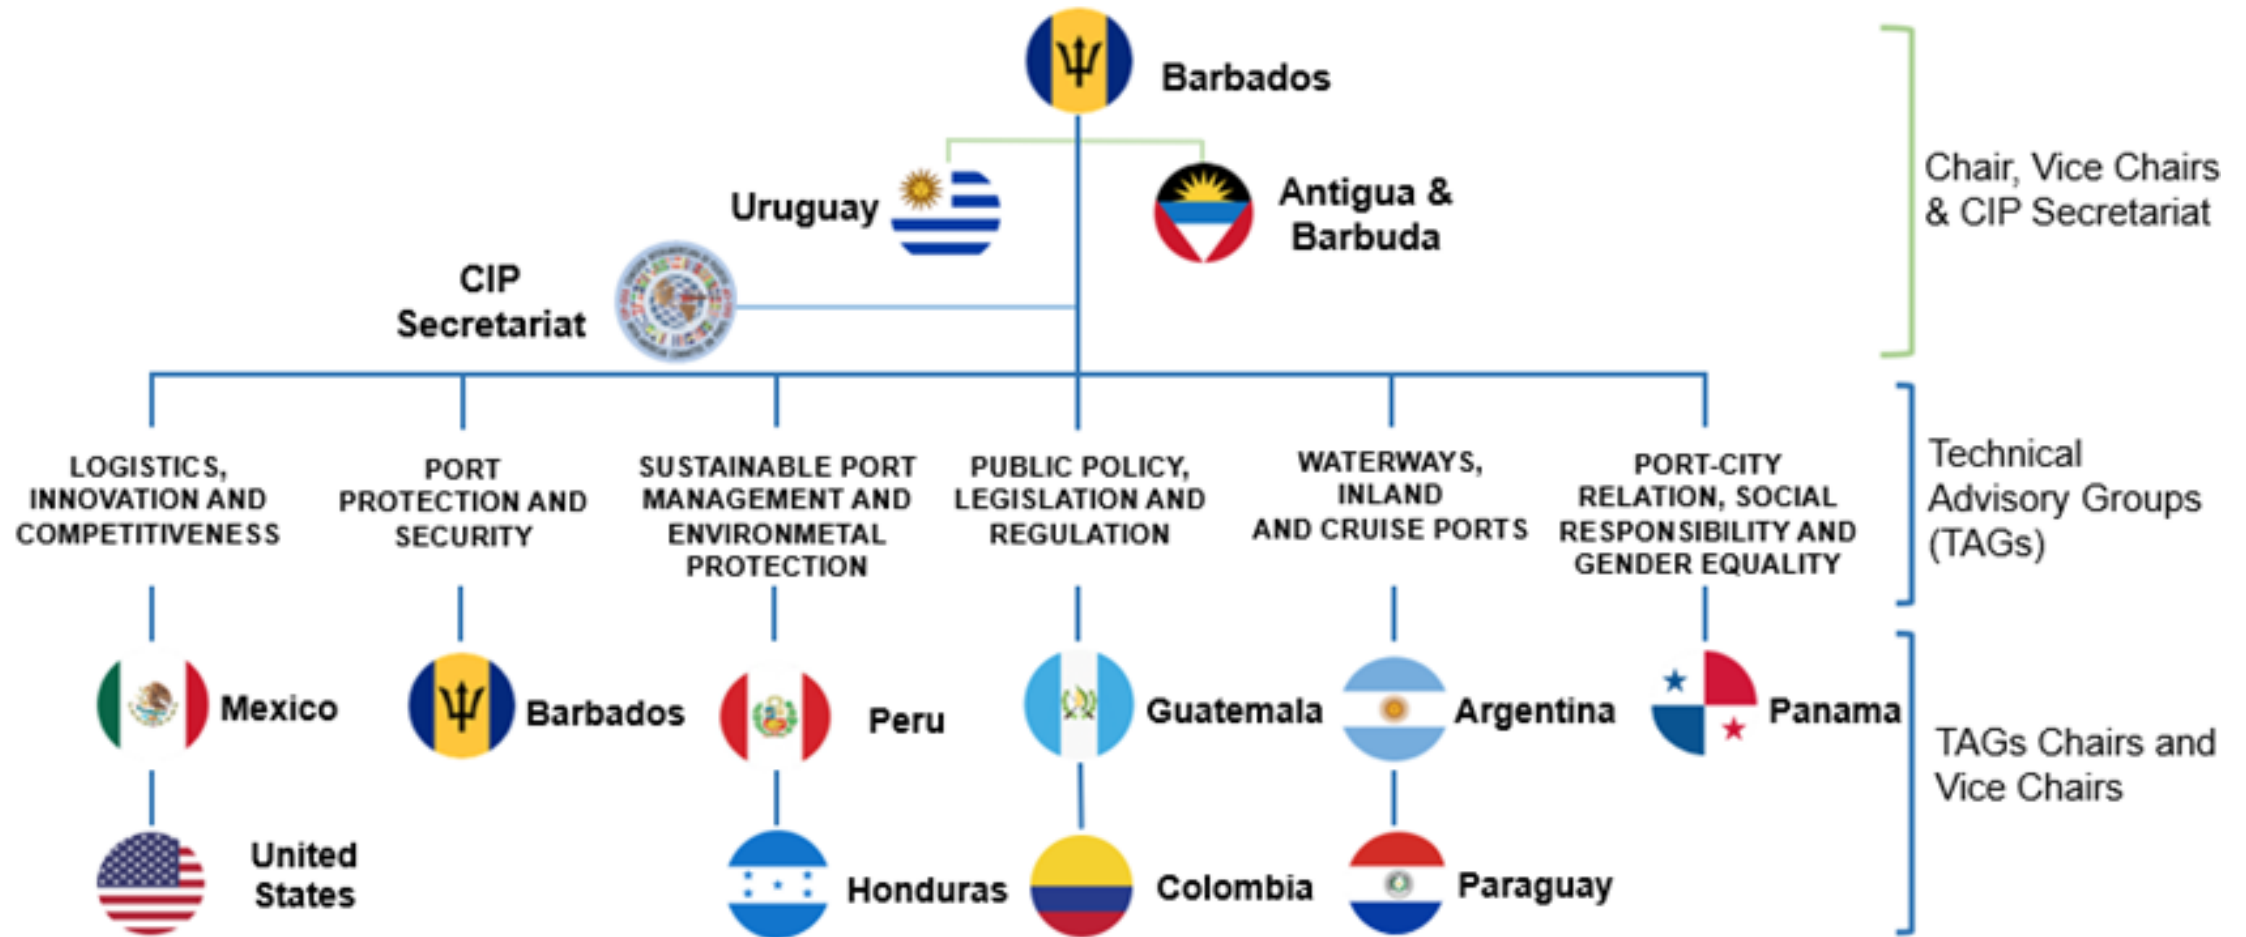 Barbados
Uruguay
Antigua &
Barbuda
CIP
Secretariat
Chair, Vice Chairs
& CIP Secretariat
LOGISTICS,
INNOVATION AND
COMPETITIVENESS
PORT
PROTECTION AND
SECURITY
SUSTAINABLE PORT
MANAGEMENT AND
ENVIRONMETAL
PROTECTION
PUBLIC POLICY,
LEGISLATION AND
REGULATION
WATERWAYS,
INLAND
AND CRUISE PORTS
PORT-CITY
RELATION, SOCIAL
RESPONSIBILITY AND
GENDER EQUALITY
Technical
Advisory Groups
(TAGs)
Mexico
Barbados
Peru
Guatemala
Argentina
Panama
United
States
Honduras
Colombia
Paraguay
TAGs Chairs and
Vice Chairs